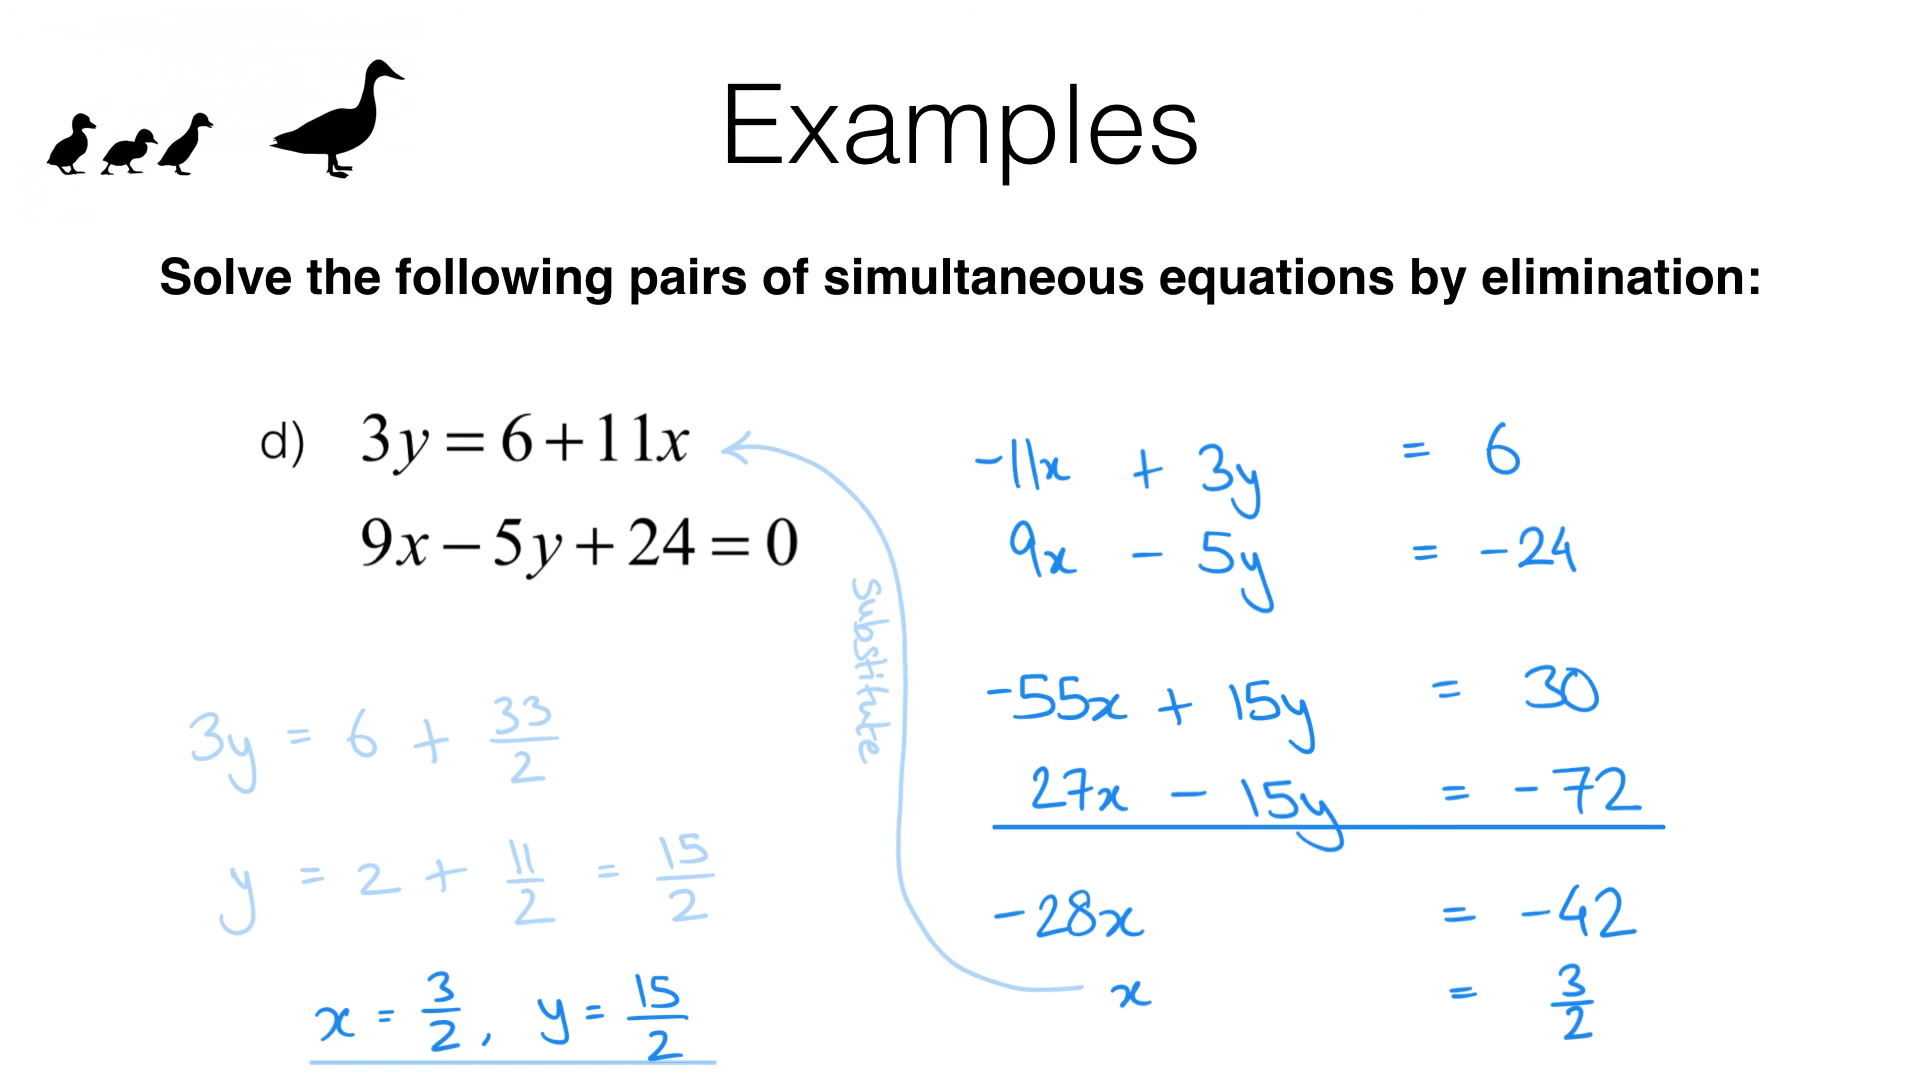 Examples
Solve the following pairs of simultaneous equations by elimination:
d) 3y = 6 + 11x
9x − 5y + 24 = 0
-11x + 3y = 6
9x - 5y = -24
-55x + 15y = 30
27x - 15y = -72
-28x = -42
x = 3/2
substitute
3y = 6 + 33/2
y = 2 + 11/2 = 15/2
x = 3/2, y = 15/2